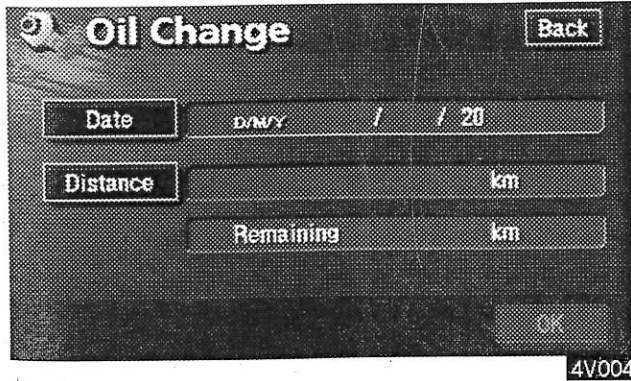 Oil Change Back
Date D/M/Y / / 20
Distance km
Remaining km
OK
4V004